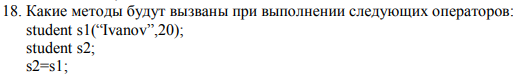 18. Какие методы будут вызваны при выполнении следующих операторов:
student s1(“Ivanov”,20);
student s2;
s2=s1;